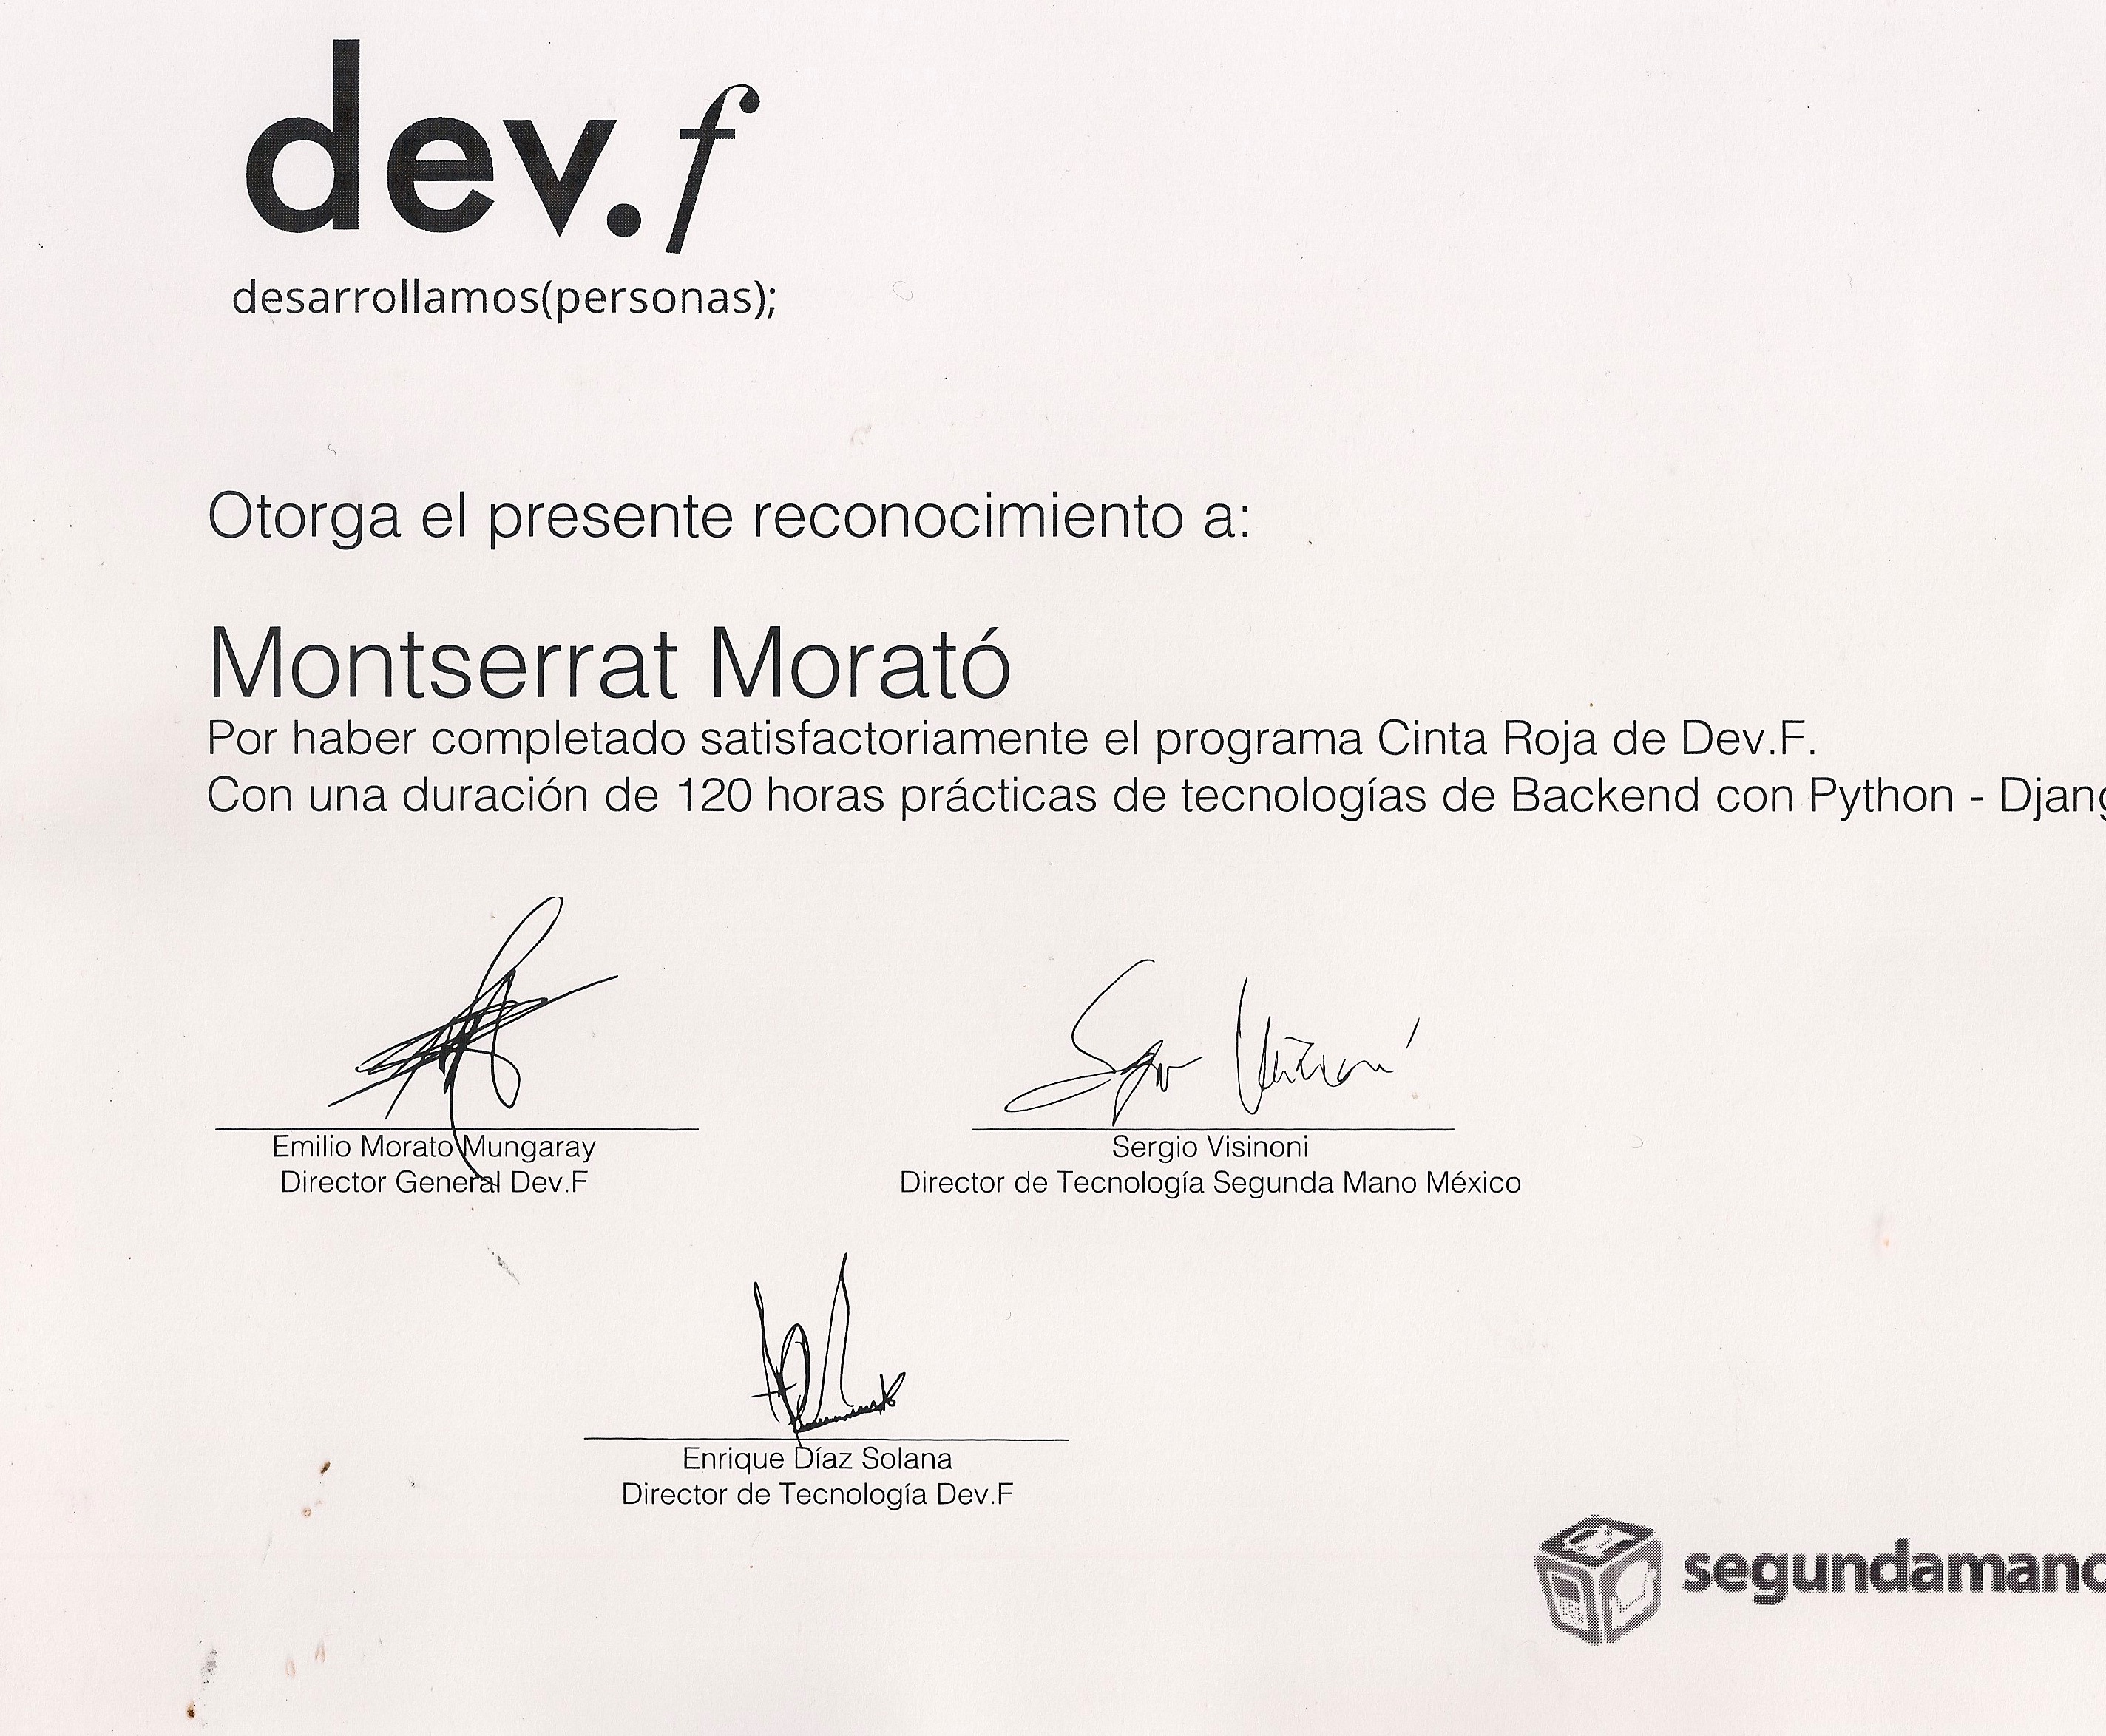 dev.f
desarrollamos(personas);
Otorga el presente reconocimiento a:
Montserrat Morató
Por haber completado satisfactoriamente el programa Cinta Roja de Dev.F.
Con una duración de 120 horas prácticas de tecnologías de Backend con Python - Djang
Sergio Visinoni
Emilio Morato Mungaray
Director General Dev.F
Sergio Visinoni
Director de Tecnología Segunda Mano México
Enrique Díaz Solana
Director de Tecnología Dev.F
segundamano